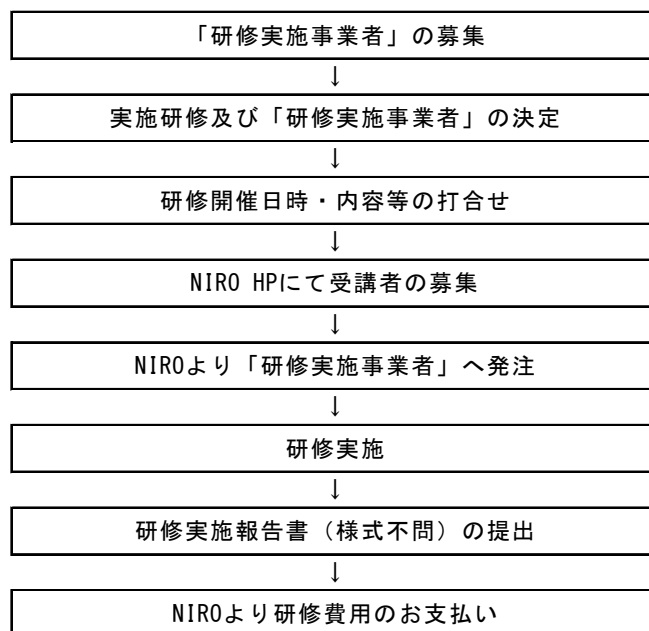 「研修実施事業者」の募集
↓
実施研修及び「研修実施事業者」の決定
↓
研修開催日時・内容等の打合せ
↓
NIRO HPにて受講者の募集
↓
NIROより「研修実施事業者」へ発注
↓
研修実施
↓
研修実施報告書（様式不問）の提出
↓
NIROより研修費用のお支払い